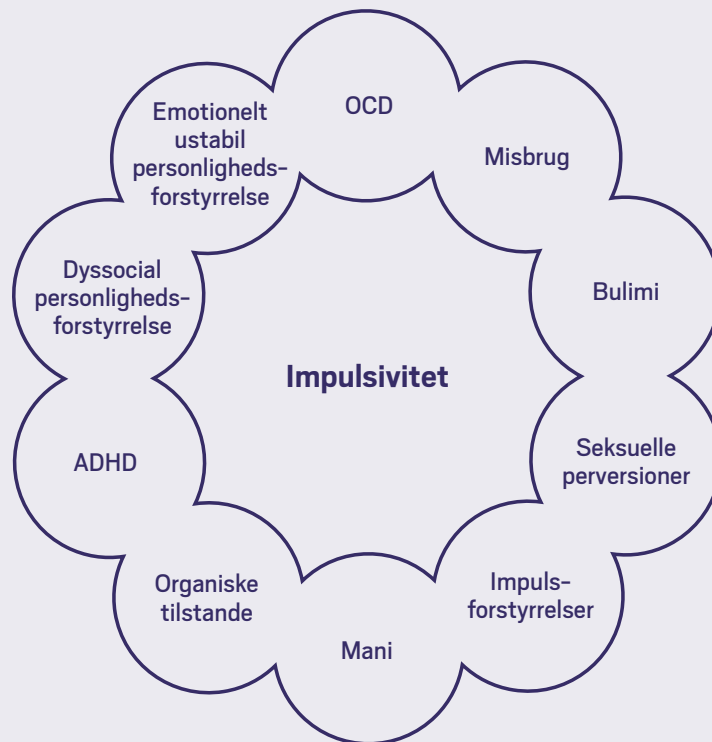 OCD
Misbrug
Bulimi
Seksuelle
perversioner
Impuls-
forstyrrelser
Mani
Organiske
tilstande
ADHD
Dyssocial
personligheds-
forstyrrelse
Emotionelt
ustabil
personligheds-
forstyrrelse
Impulsivitet